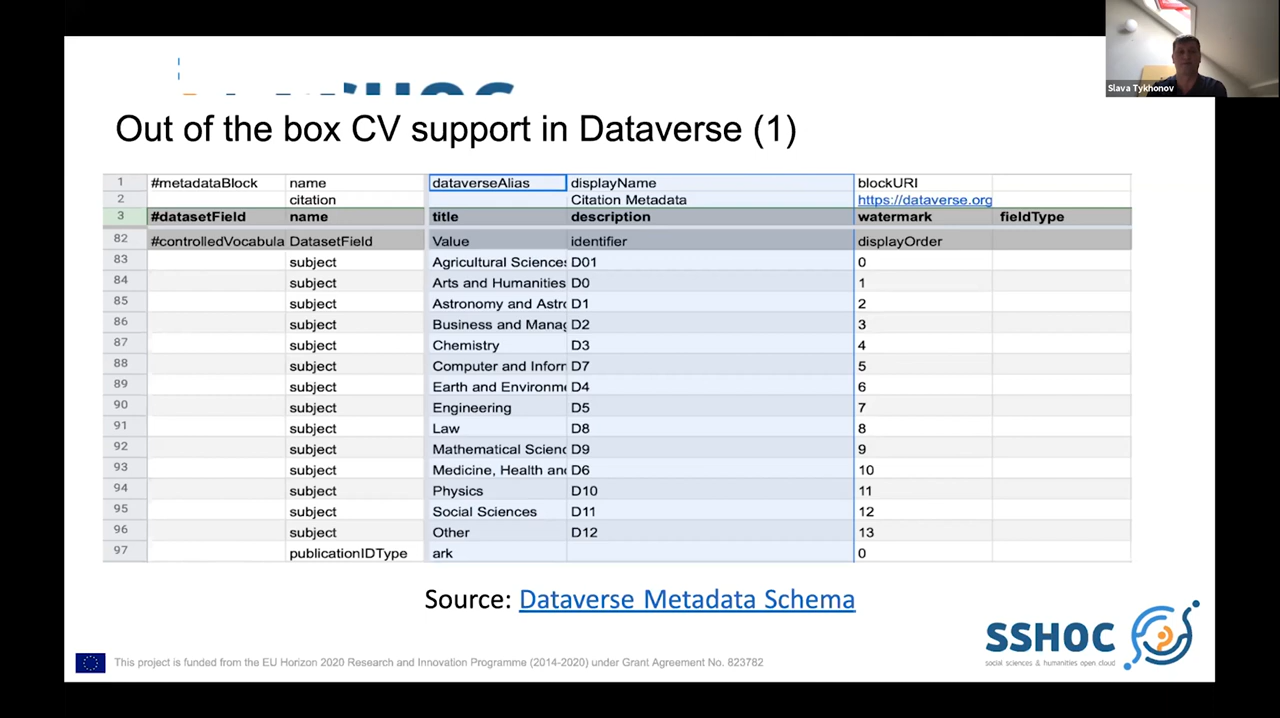 Slava Tykhonov
Out of the box CV support in Dataverse (1)
1 #metadataBlock name dataverseAlias displayName blockURI
2 citation Citation Metadata https://dataverse.org
3 #datasetField name title description watermark fieldType
82 #controlledVocabula DatasetField Value identifier displayOrder
83 subject Agricultural Sciences D01 0
84 subject Arts and Humanities D0 1
85 subject Astronomy and Astro D1 2
86 subject Business and Manag D2 3
87 subject Chemistry D3 4
88 subject Computer and Inforn D7 5
89 subject Earth and Environme D4 6
90 subject Engineering D5 7
91 subject Law D8 8
92 subject Mathematical Scienc D9 9
93 subject Medicine, Health and D6 10
94 subject Physics D10 11
95 subject Social Sciences D11 12
96 subject Other D12 13
97 publicationIDType ark 0
Source: Dataverse Metadata Schema
SSHOC
social sciences & humanities open cloud
This project is funded from the EU Horizon 2020 Research and Innovation Programme (2014-2020) under Grant Agreement No. 823782